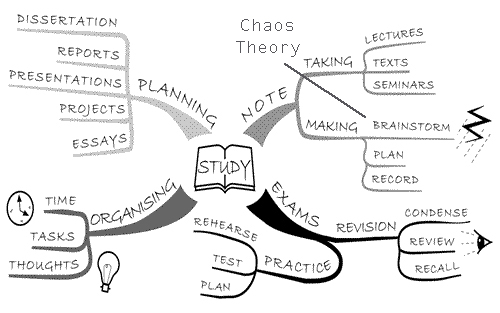 DISSERTATION
REPORTS
PRESENTATIONS
PROJECTS
ESSAYS
PLANNING
Chaos
Theory
NOTE
TAKING
LECTURES
TEXTS
SEMINARS
MAKING
BRAINSTORM
PLAN
RECORD
STUDY
ORGANISING
TIME
TASKS
THOUGHTS
EXAMS
REVISION
CONDENSE
REVIEW
RECALL
PRACTICE
REHEARSE
TEST
PLAN